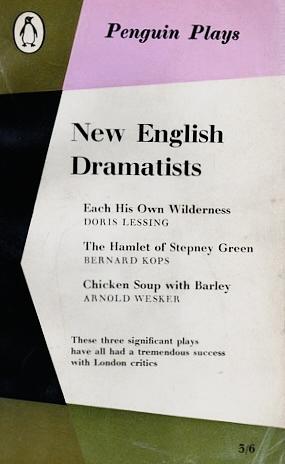 Penguin Plays
New English
Dramatists
Each His Own Wilderness
DORIS LESSING
The Hamlet of Stepney Green
BERNARD KOPS
Chicken Soup with Barley
ARNOLD WESKER
These three significant plays
have all had a tremendous success
with London critics
3/6